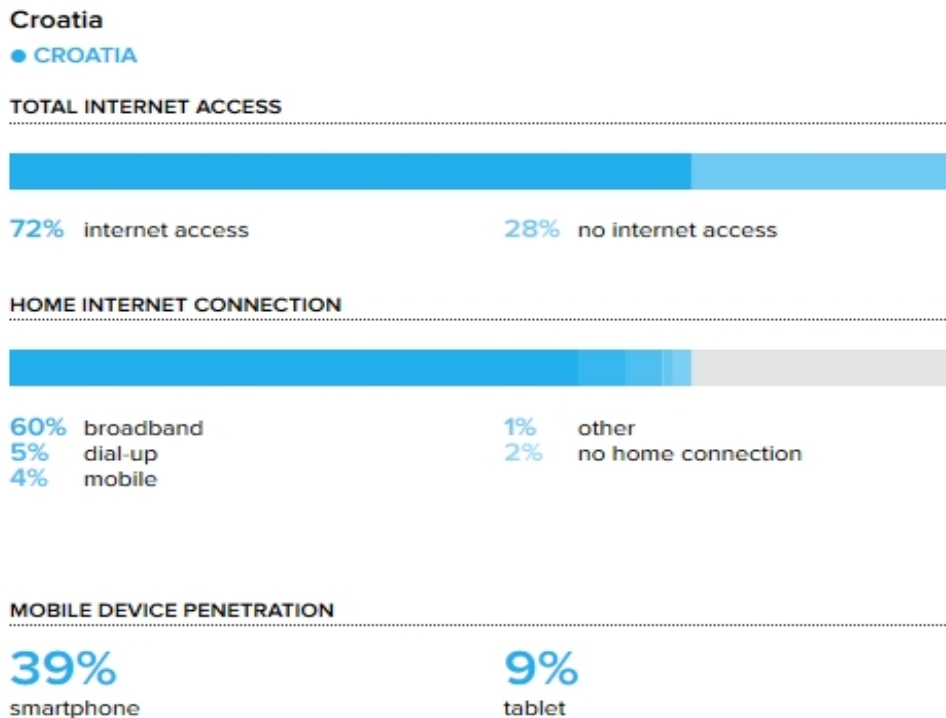 Croatia
● CROATIA
TOTAL INTERNET ACCESS
72% internet access
28% no internet access
HOME INTERNET CONNECTION
60% broadband
5% dial-up
4% mobile
1% other
2% no home connection
MOBILE DEVICE PENETRATION
39%
smartphone
9%
tablet